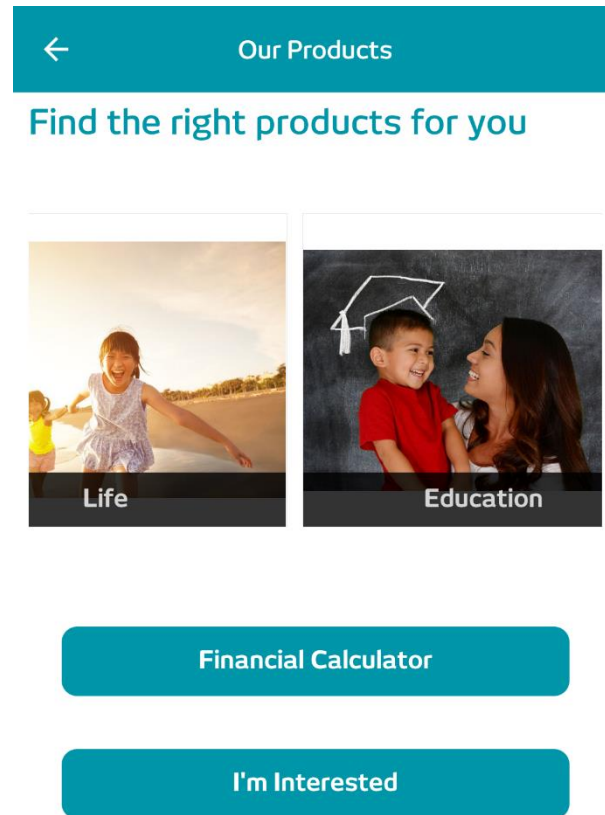 Our Products
Find the right products for you
Life
Education
Financial Calculator
I'm Interested